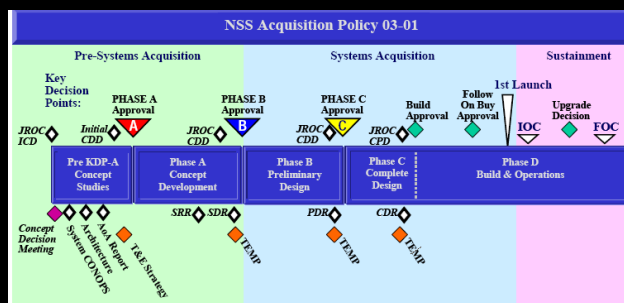 NSS Acquisition Policy 03-01
Pre-Systems Acquisition
Systems Acquisition
Sustainment
Key
Decision
Points:
PHASE A
Approval
PHASE B
Approval
PHASE C
Approval
Build
Approval
Follow
On Buy
Approval
1st Launch
Upgrade
Decision
JROC
ICD
Initial
CDD
A
JROC
CDD
B
JROC
CDD
C
JROC
CPD
IOC
FOC
Pre KDP-A
Concept
Studies
Phase A
Concept
Development
Phase B
Preliminary
Design
Phase C
Complete
Design
Phase D
Build & Operations
Concept
Decision
Meeting
System CONOPS
Architecture
AoA Report
T&E Strategy
SRR
SDR
TEMP
PDR
TEMP
CDR
TEMP